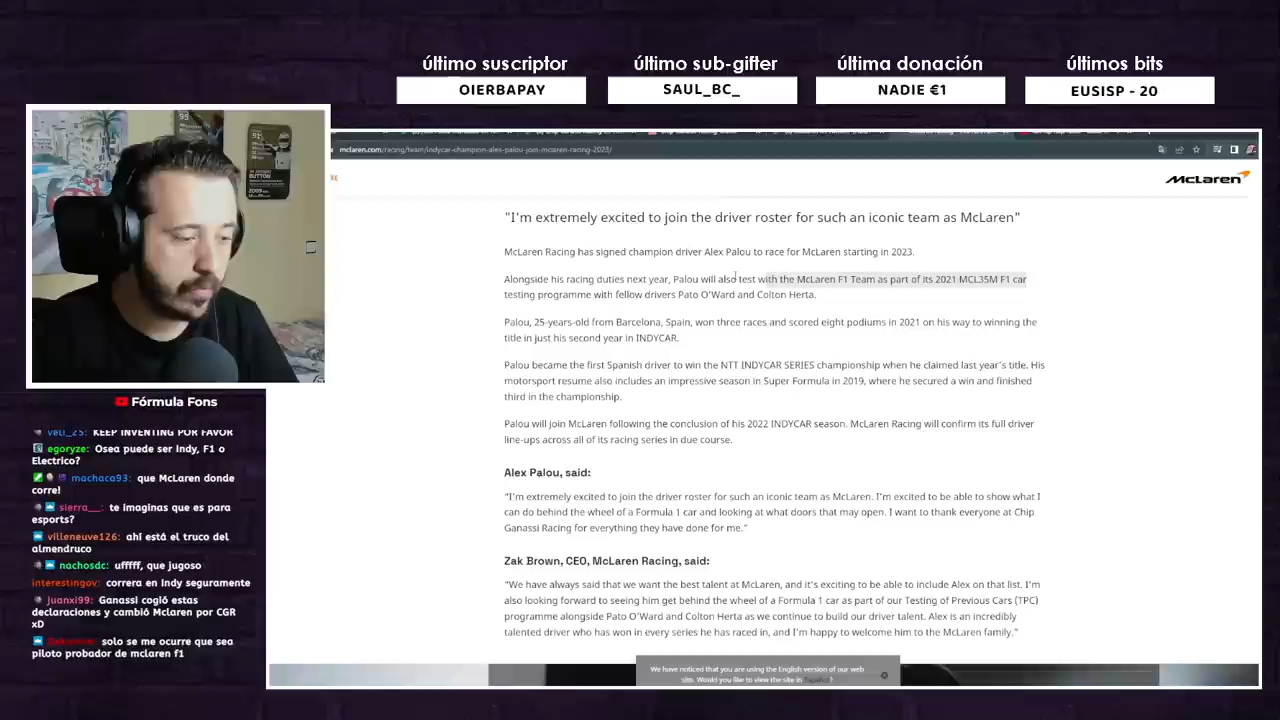 último suscriptor
OIERBAPAY
último sub-gifter
SAUL_BC_
última donación
NADIE €1
últimos bits
EUSISP - 20
mclaren.com/racing/team/indycar-champion-alex-palou-join-mclaren-racing-2023/
McLaren
"I'm extremely excited to join the driver roster for such an iconic team as McLaren"
McLaren Racing has signed champion driver Alex Palou to race for McLaren starting in 2023.
Alongside his racing duties next year, Palou will also test with the McLaren F1 Team as part of its 2021 MCL35M F1 car
testing programme with fellow drivers Pato O'Ward and Colton Herta.
Palou, 25-years-old from Barcelona, Spain, won three races and scored eight podiums in 2021 on his way to winning the
title in just his second year in INDYCAR.
Palou became the first Spanish driver to win the NTT INDYCAR SERIES championship when he claimed last year's title. His
motorsport resume also includes an impressive season in Super Formula in 2019, where he secured a win and finished
third in the championship.
Palou will join McLaren following the conclusion of his 2022 INDYCAR season. McLaren Racing will confirm its full driver
line-ups across all of its racing series in due course.
Alex Palou, said:
"I'm extremely excited to join the driver roster for such an iconic team as McLaren. I'm excited to be able to show what I
can do behind the wheel of a Formula 1 car and looking at what doors that may open. I want to thank everyone at Chip
Ganassi Racing for everything they have done for me."
Zak Brown, CEO, McLaren Racing, said:
"We have always said that we want the best talent at McLaren, and it's exciting to be able to include Alex on that list. I'm
also looking forward to seeing him get behind the wheel of a Formula 1 car as part of our Testing of Previous Cars (TPC)
programme alongside Pato O'Ward and Colton Herta as we continue to build our driver talent. Alex is an incredibly
talented driver who has won in every series he has raced in, and I'm happy to welcome him to the McLaren family."
We have noticed that you are using the English version of our web
site. Would you like to view the site in Español?
BUTTON
2009
Fórmula Fons
vell_25: KEEP INVENTING POR FAVOR
egoryze: Osea puede ser Indy, F1 o
Electrico?
machaca93: que McLaren donde
corre!
sierra__: te imaginas que es para
esports?
villeneuve126: ahí está el truco del
almendruco
nachosdc: uffff, que jugoso
interestingov: correra en Indy seguramente
juanxi99: Ganassi cogió estas
declaraciones y cambió Mclaren por CGR
xD
solo se me ocurre que sea
piloto probador de mclaren f1